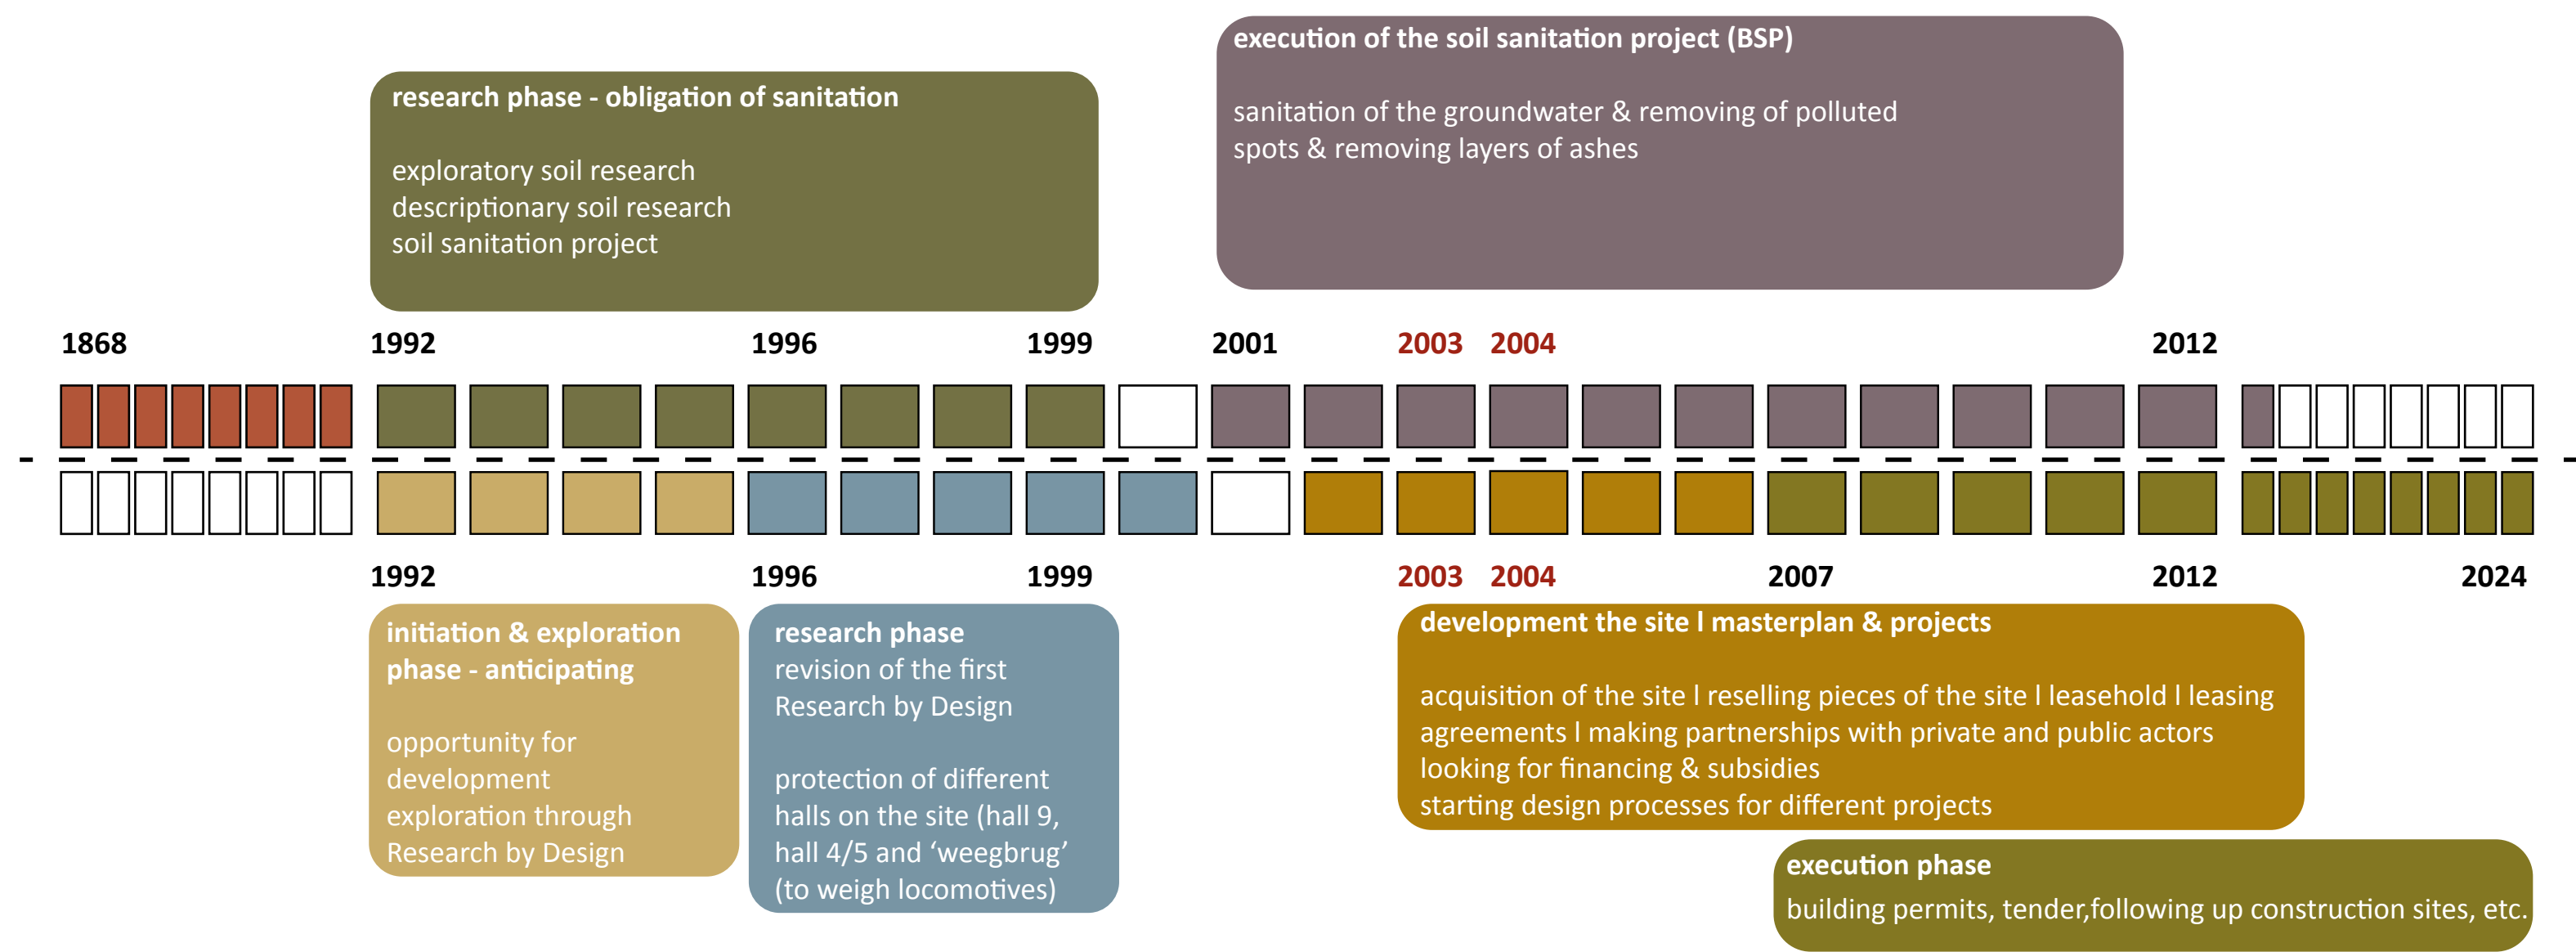 execution of the soil sanitation project (BSP)
sanitation of the groundwater & removing of polluted
spots & removing layers of ashes
research phase - obligation of sanitation
exploratory soil research
descriptionary soil research
soil sanitation project
1868 1992 1996 1999 2001 2003 2004 2012
1992 1996 1999 2003 2004 2007 2012 2024
initiation & exploration
phase - anticipating
opportunity for
development
exploration through
Research by Design
research phase
revision of the first
Research by Design
protection of different
halls on the site (hall 9,
hall 4/5 and ‘weegbrug’
(to weigh locomotives)
development the site l masterplan & projects
acquisition of the site l reselling pieces of the site l leasehold l leasing
agreements l making partnerships with private and public actors
looking for financing & subsidies
starting design processes for different projects
execution phase
building permits, tender,following up construction sites, etc.